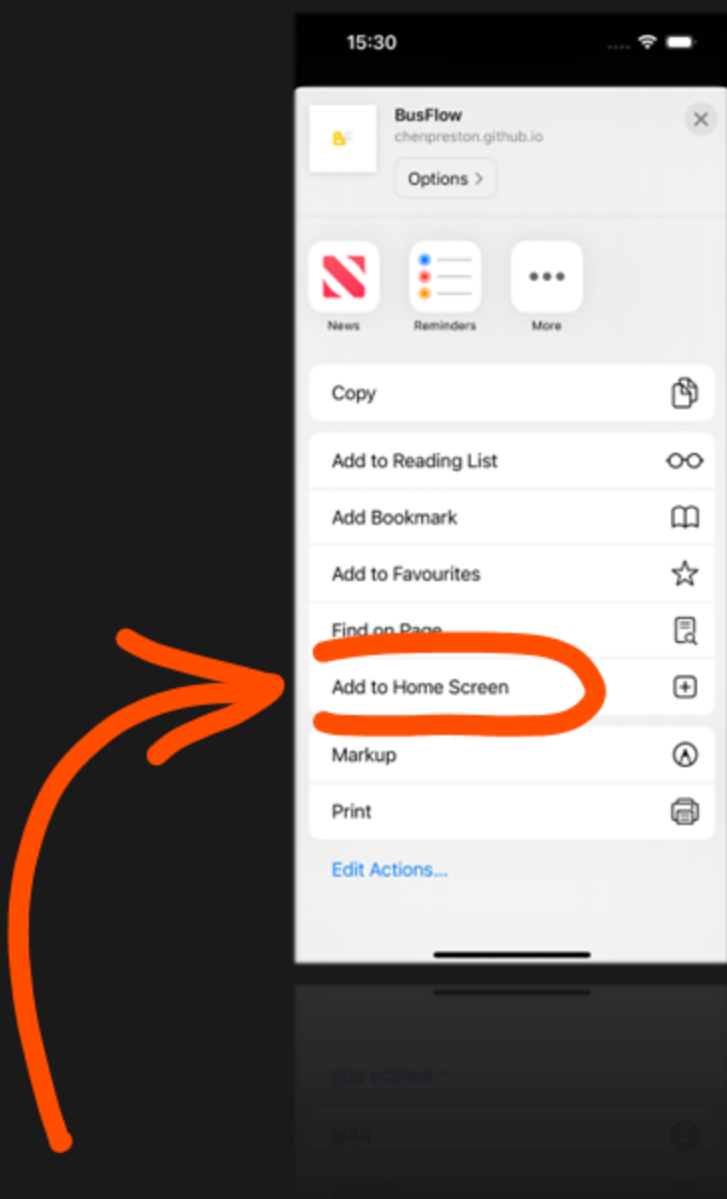 15:30
BusFlow
chenpreston.github.io
Options
News
Reminders
More
Copy
Add to Reading List
Add Bookmark
Add to Favourites
Find on Page
Add to Home Screen
Markup
Print
Edit Actions...